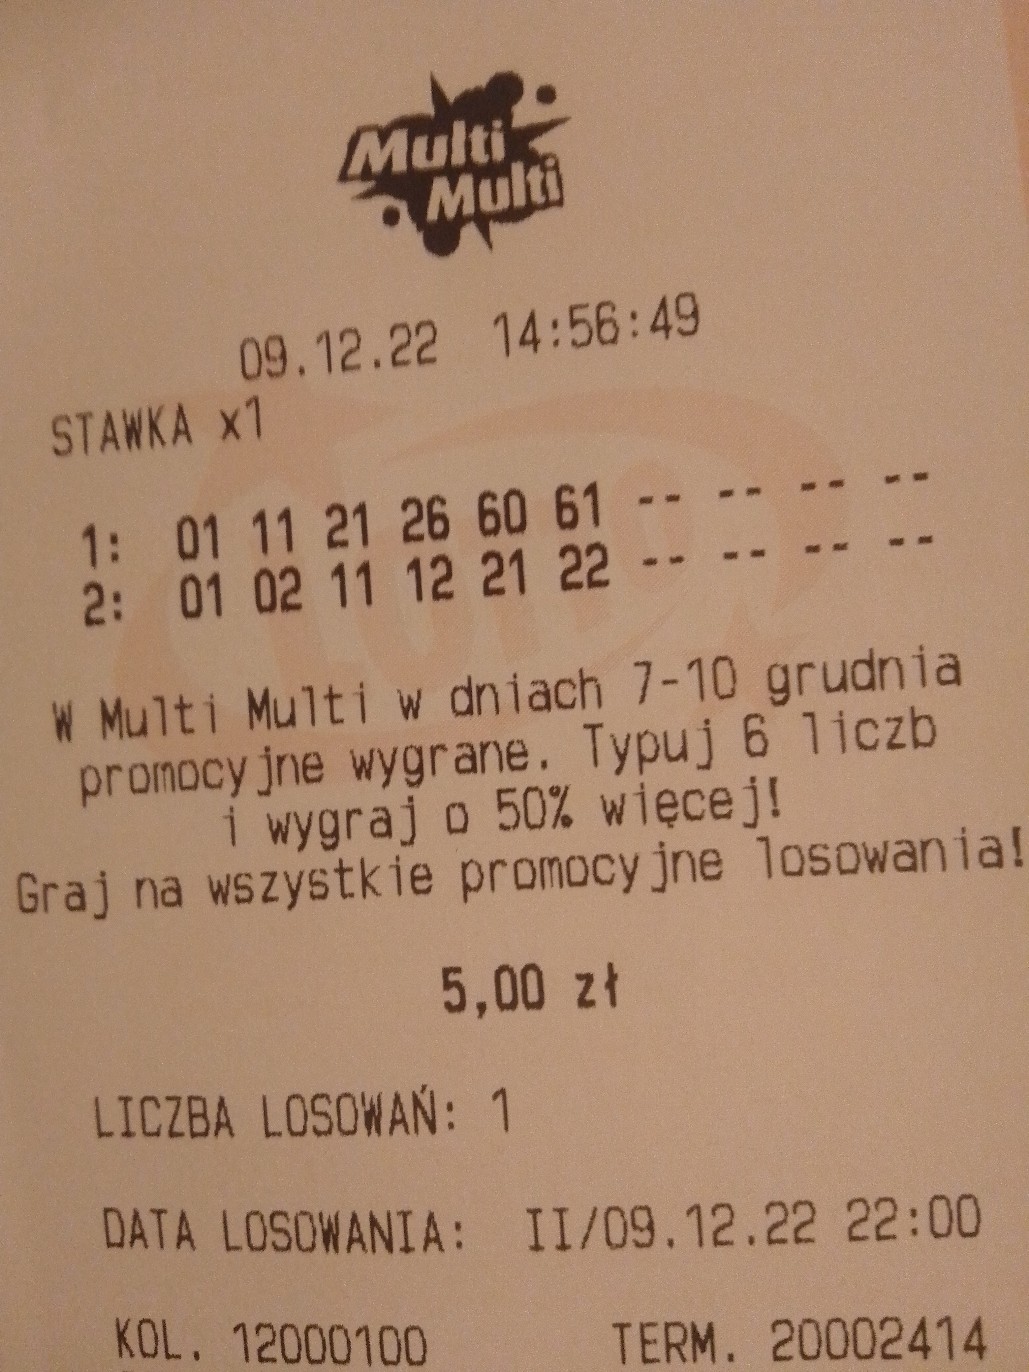 Multi
Multi
09.12.22 14:56:49
STAWKA x1
1: 01 11 21 26 60 61 -- -- -- --
2: 01 02 11 12 21 22 -- -- -- --
W Multi Multi w dniach 7-10 grudnia
promocyjne wygrane. Typuj 6 liczb
i wygraj o 50% więcej!
Graj na wszystkie promocyjne losowania!
5,00 zł
LICZBA LOSOWAŃ: 1
DATA LOSOWANIA: II/09.12.22 22:00
KOL. 12000100 TERM. 20002414